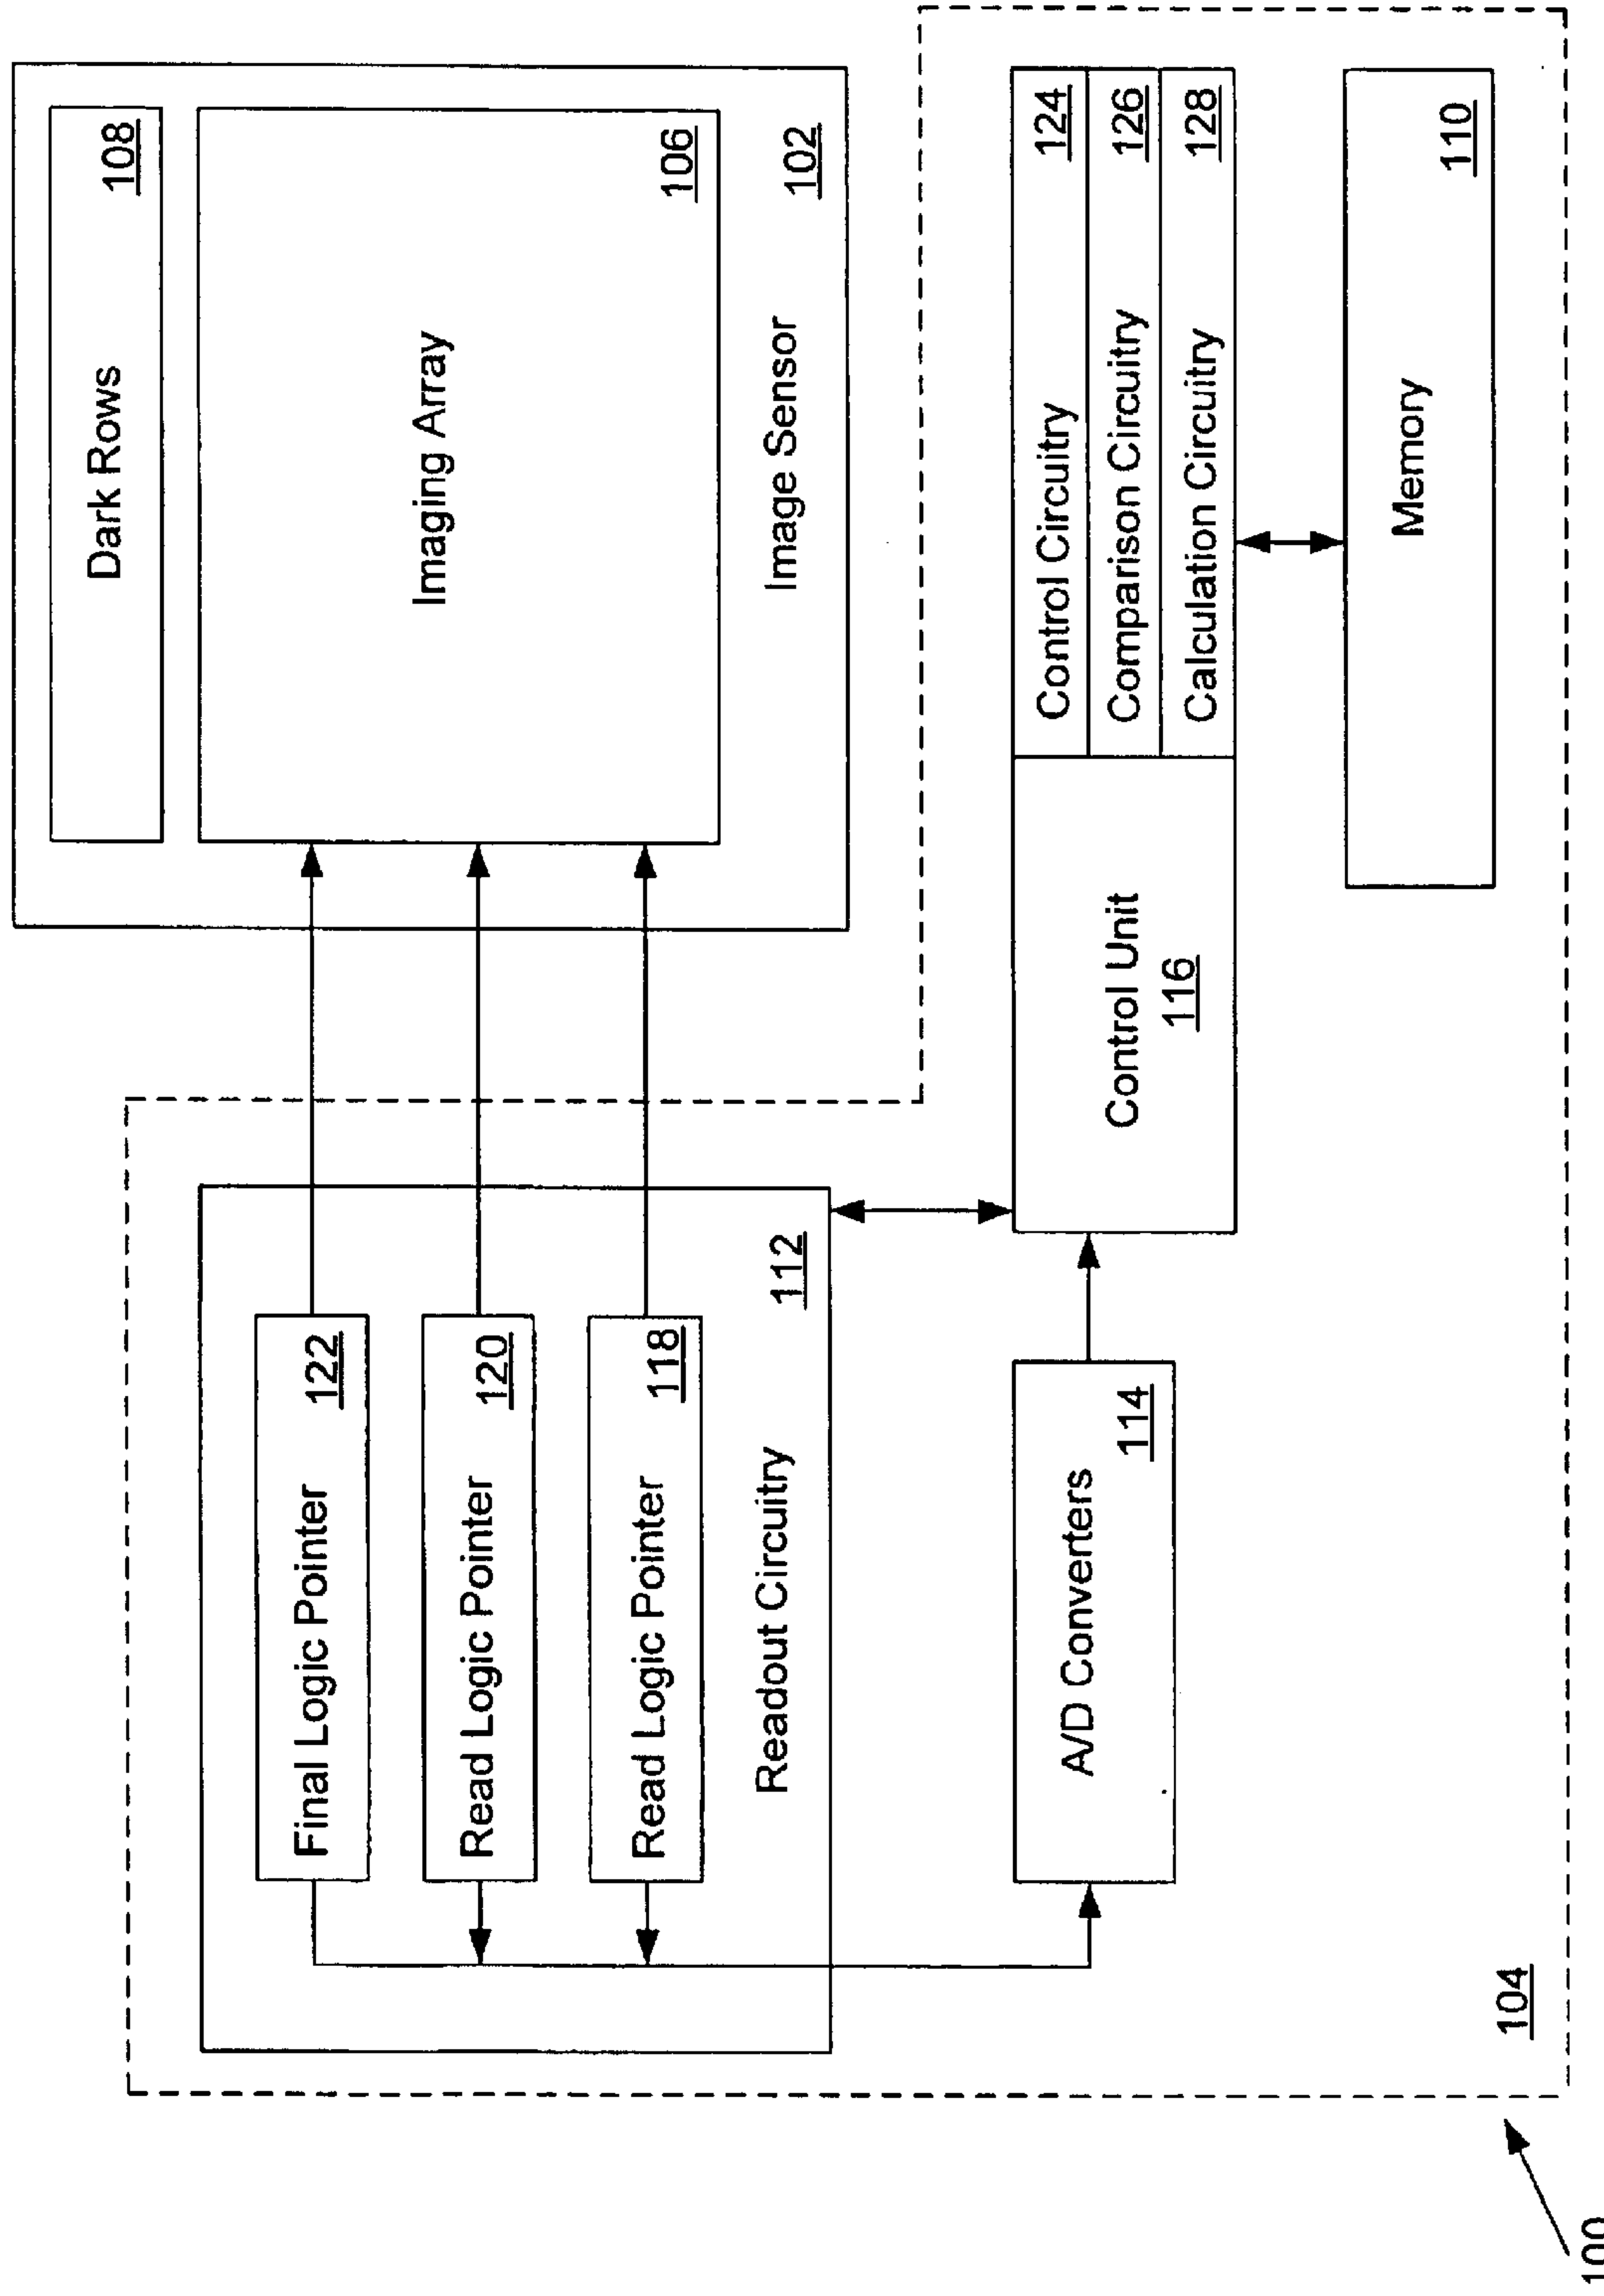 Dark Rows
108
Imaging Array
106
Image Sensor
102
Final Logic Pointer
122
Read Logic Pointer
120
Read Logic Pointer
118
Readout Circuitry
112
Control Unit
116
Control Circuitry
124
Comparison Circuitry
126
Calculation Circuitry
128
A/D Converters
114
Memory
110
104
100